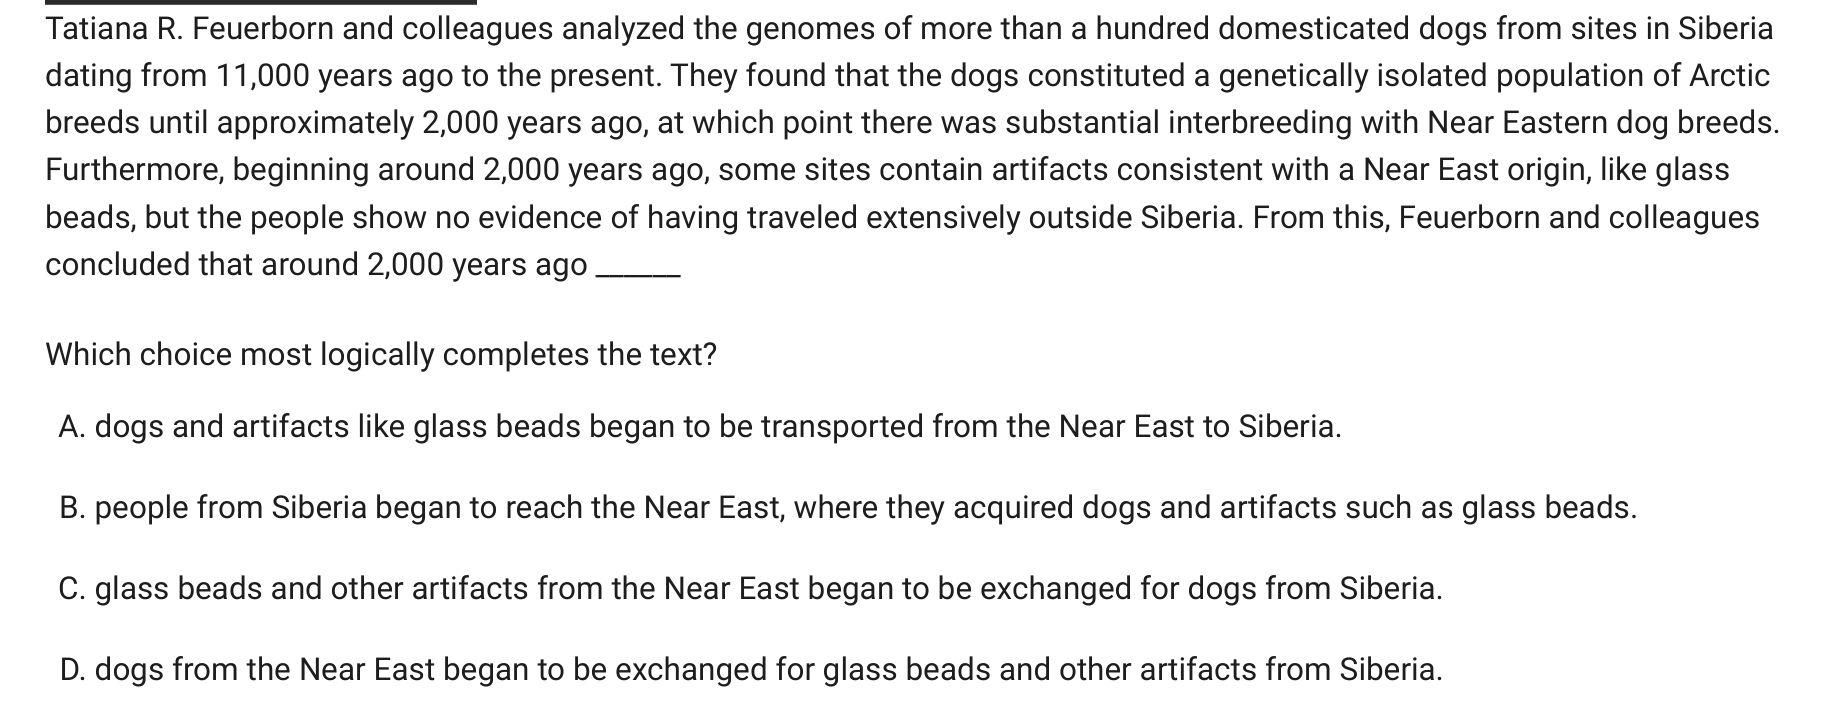 Tatiana R. Feuerborn and colleagues analyzed the genomes of more than a hundred domesticated dogs from sites in Siberia
dating from 11,000 years ago to the present. They found that the dogs constituted a genetically isolated population of Arctic
breeds until approximately 2,000 years ago, at which point there was substantial interbreeding with Near Eastern dog breeds.
Furthermore, beginning around 2,000 years ago, some sites contain artifacts consistent with a Near East origin, like glass
beads, but the people show no evidence of having traveled extensively outside Siberia. From this, Feuerborn and colleagues
concluded that around 2,000 years ago ______
Which choice most logically completes the text?
A. dogs and artifacts like glass beads began to be transported from the Near East to Siberia.
B. people from Siberia began to reach the Near East, where they acquired dogs and artifacts such as glass beads.
C. glass beads and other artifacts from the Near East began to be exchanged for dogs from Siberia.
D. dogs from the Near East began to be exchanged for glass beads and other artifacts from Siberia.